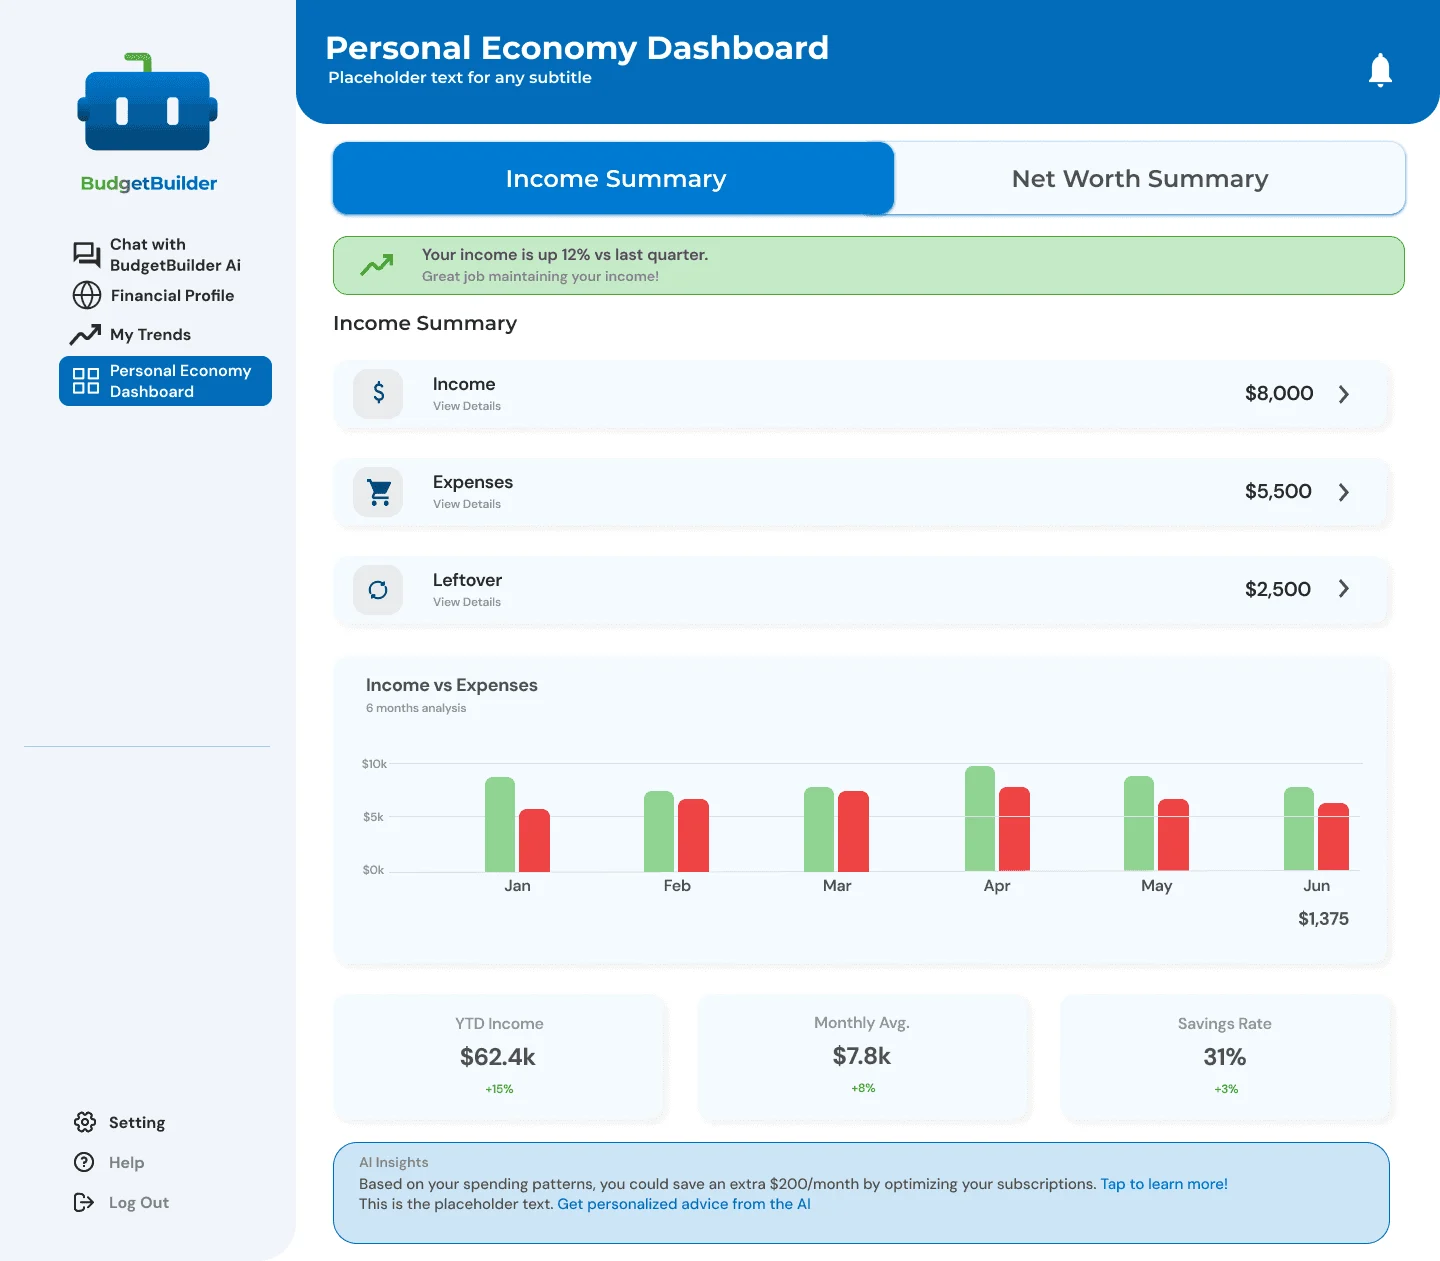 BudgetBuilder
Chat with
BudgetBuilder Ai
Financial Profile
My Trends
Personal Economy
Dashboard
Setting
Help
Log Out
Personal Economy Dashboard
Placeholder text for any subtitle
Income Summary
Net Worth Summary
Your income is up 12% vs last quarter.
Great job maintaining your income!
Income Summary
Income
View Details
$8,000
Expenses
View Details
$5,500
Leftover
View Details
$2,500
Income vs Expenses
6 months analysis
$10k
$5k
$0k
Jan Feb Mar Apr May Jun
$1,375
YTD Income
$62.4k
+15%
Monthly Avg.
$7.8k
+8%
Savings Rate
31%
+3%
AI Insights
Based on your spending patterns, you could save an extra $200/month by optimizing your subscriptions. Tap to learn more!
This is the placeholder text. Get personalized advice from the AI